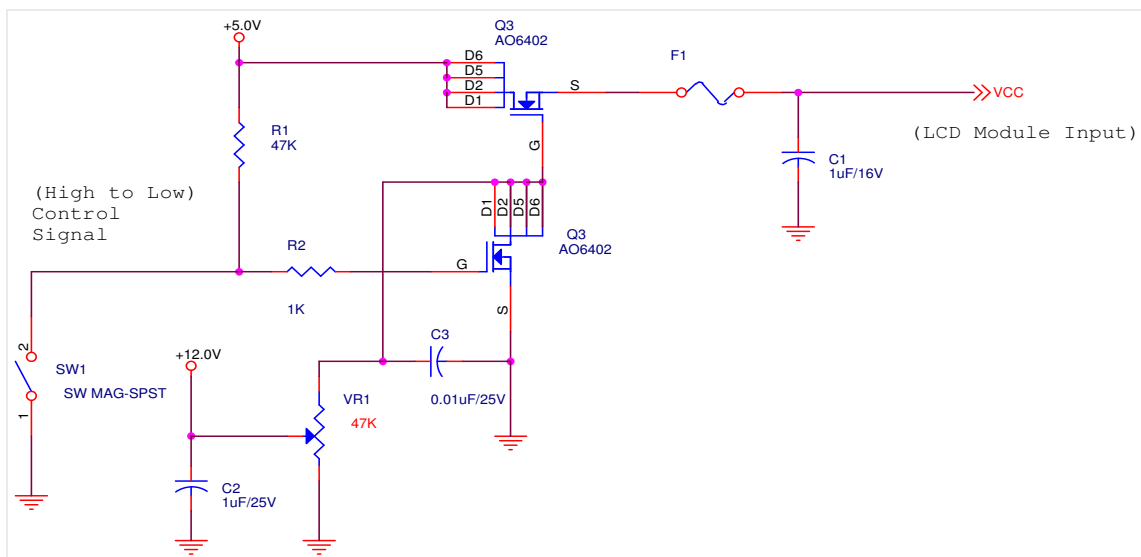 +5.0V
Q3
AO6402
D6
D5
D2
D1
S
G
F1
VCC
(LCD Module Input)
R1
47K
C1
1uF/16V
(High to Low)
Control
Signal
D1
D2
D5
D6
Q3
AO6402
R2
1K
G
S
2
SW1
SW MAG-SPST
1
+12.0V
C3
0.01uF/25V
VR1
47K
C2
1uF/25V